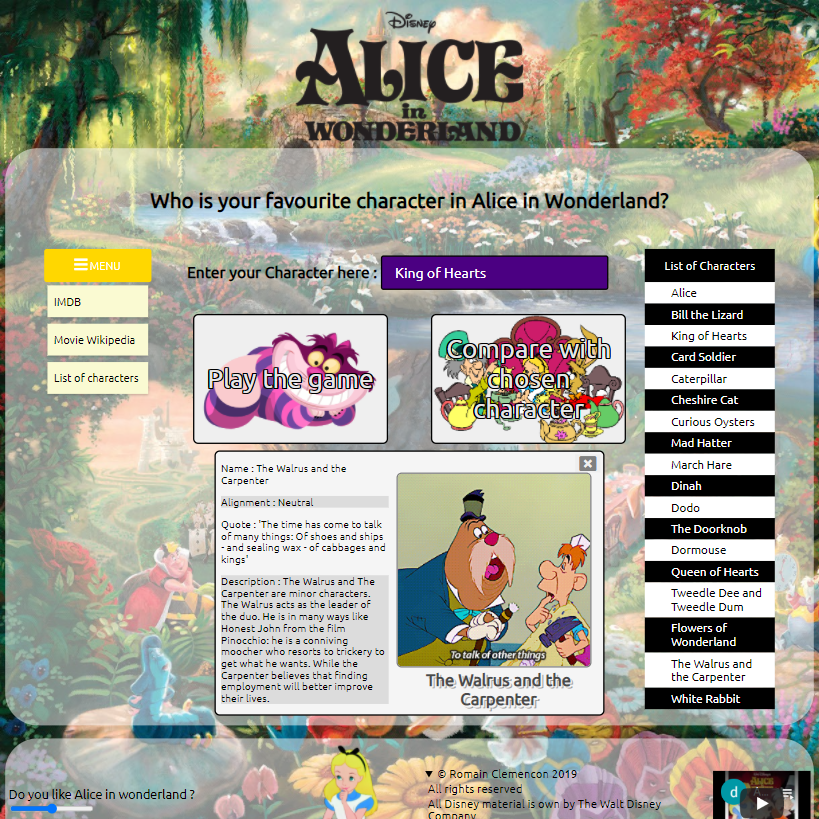 Disney
ALICE
in
WONDERLAND
Who is your favourite character in Alice in Wonderland?
MENU
IMDB
Movie Wikipedia
List of characters
Enter your Character here : King of Hearts
Play the game
Compare with
chosen
character
Name : The Walrus and the
Carpenter
Alignment : Neutral
Quote : 'The time has come to talk
of many things: Of shoes and ships
- and sealing wax - of cabbages and
kings'
Description : The Walrus and The
Carpenter are minor characters.
The Walrus acts as the leader of
the duo. He is in many ways like
Honest John from the film
Pinocchio: he is a conniving
moocher who resorts to trickery to
get what he wants. While the
Carpenter believes that finding
employment will better improve
their lives.
To talk of other things
The Walrus and the
Carpenter
List of Characters
Alice
Bill the Lizard
King of Hearts
Card Soldier
Caterpillar
Cheshire Cat
Curious Oysters
Mad Hatter
March Hare
Dinah
Dodo
The Doorknob
Dormouse
Queen of Hearts
Tweedle Dee and
Tweedle Dum
Flowers of
Wonderland
The Walrus and
the Carpenter
White Rabbit
Do you like Alice in wonderland ?
▼ © Romain Clemencon 2019
All rights reserved
All Disney material is own by The Walt Disney
Company
d
ALICE